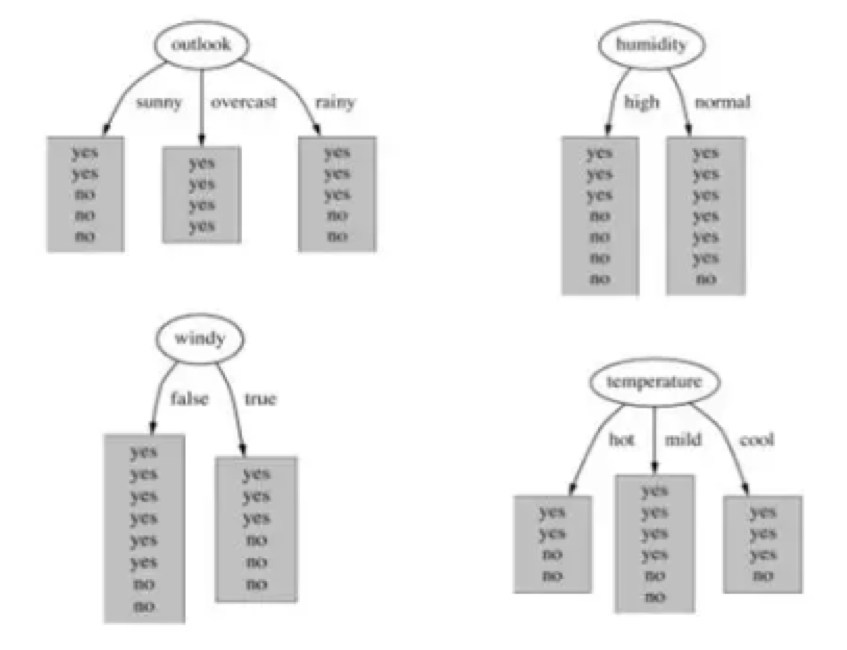 outlook
sunny overcast rainy
yes
yes
no
no
no
yes
yes
yes
yes
yes
yes
yes
no
no
humidity
high normal
yes
yes
yes
no
no
no
no
yes
yes
yes
yes
yes
yes
no
windy
false true
yes
yes
yes
yes
yes
yes
no
no
yes
yes
yes
no
no
no
temperature
hot mild cool
yes
yes
no
no
yes
yes
yes
yes
no
no
yes
yes
yes
no